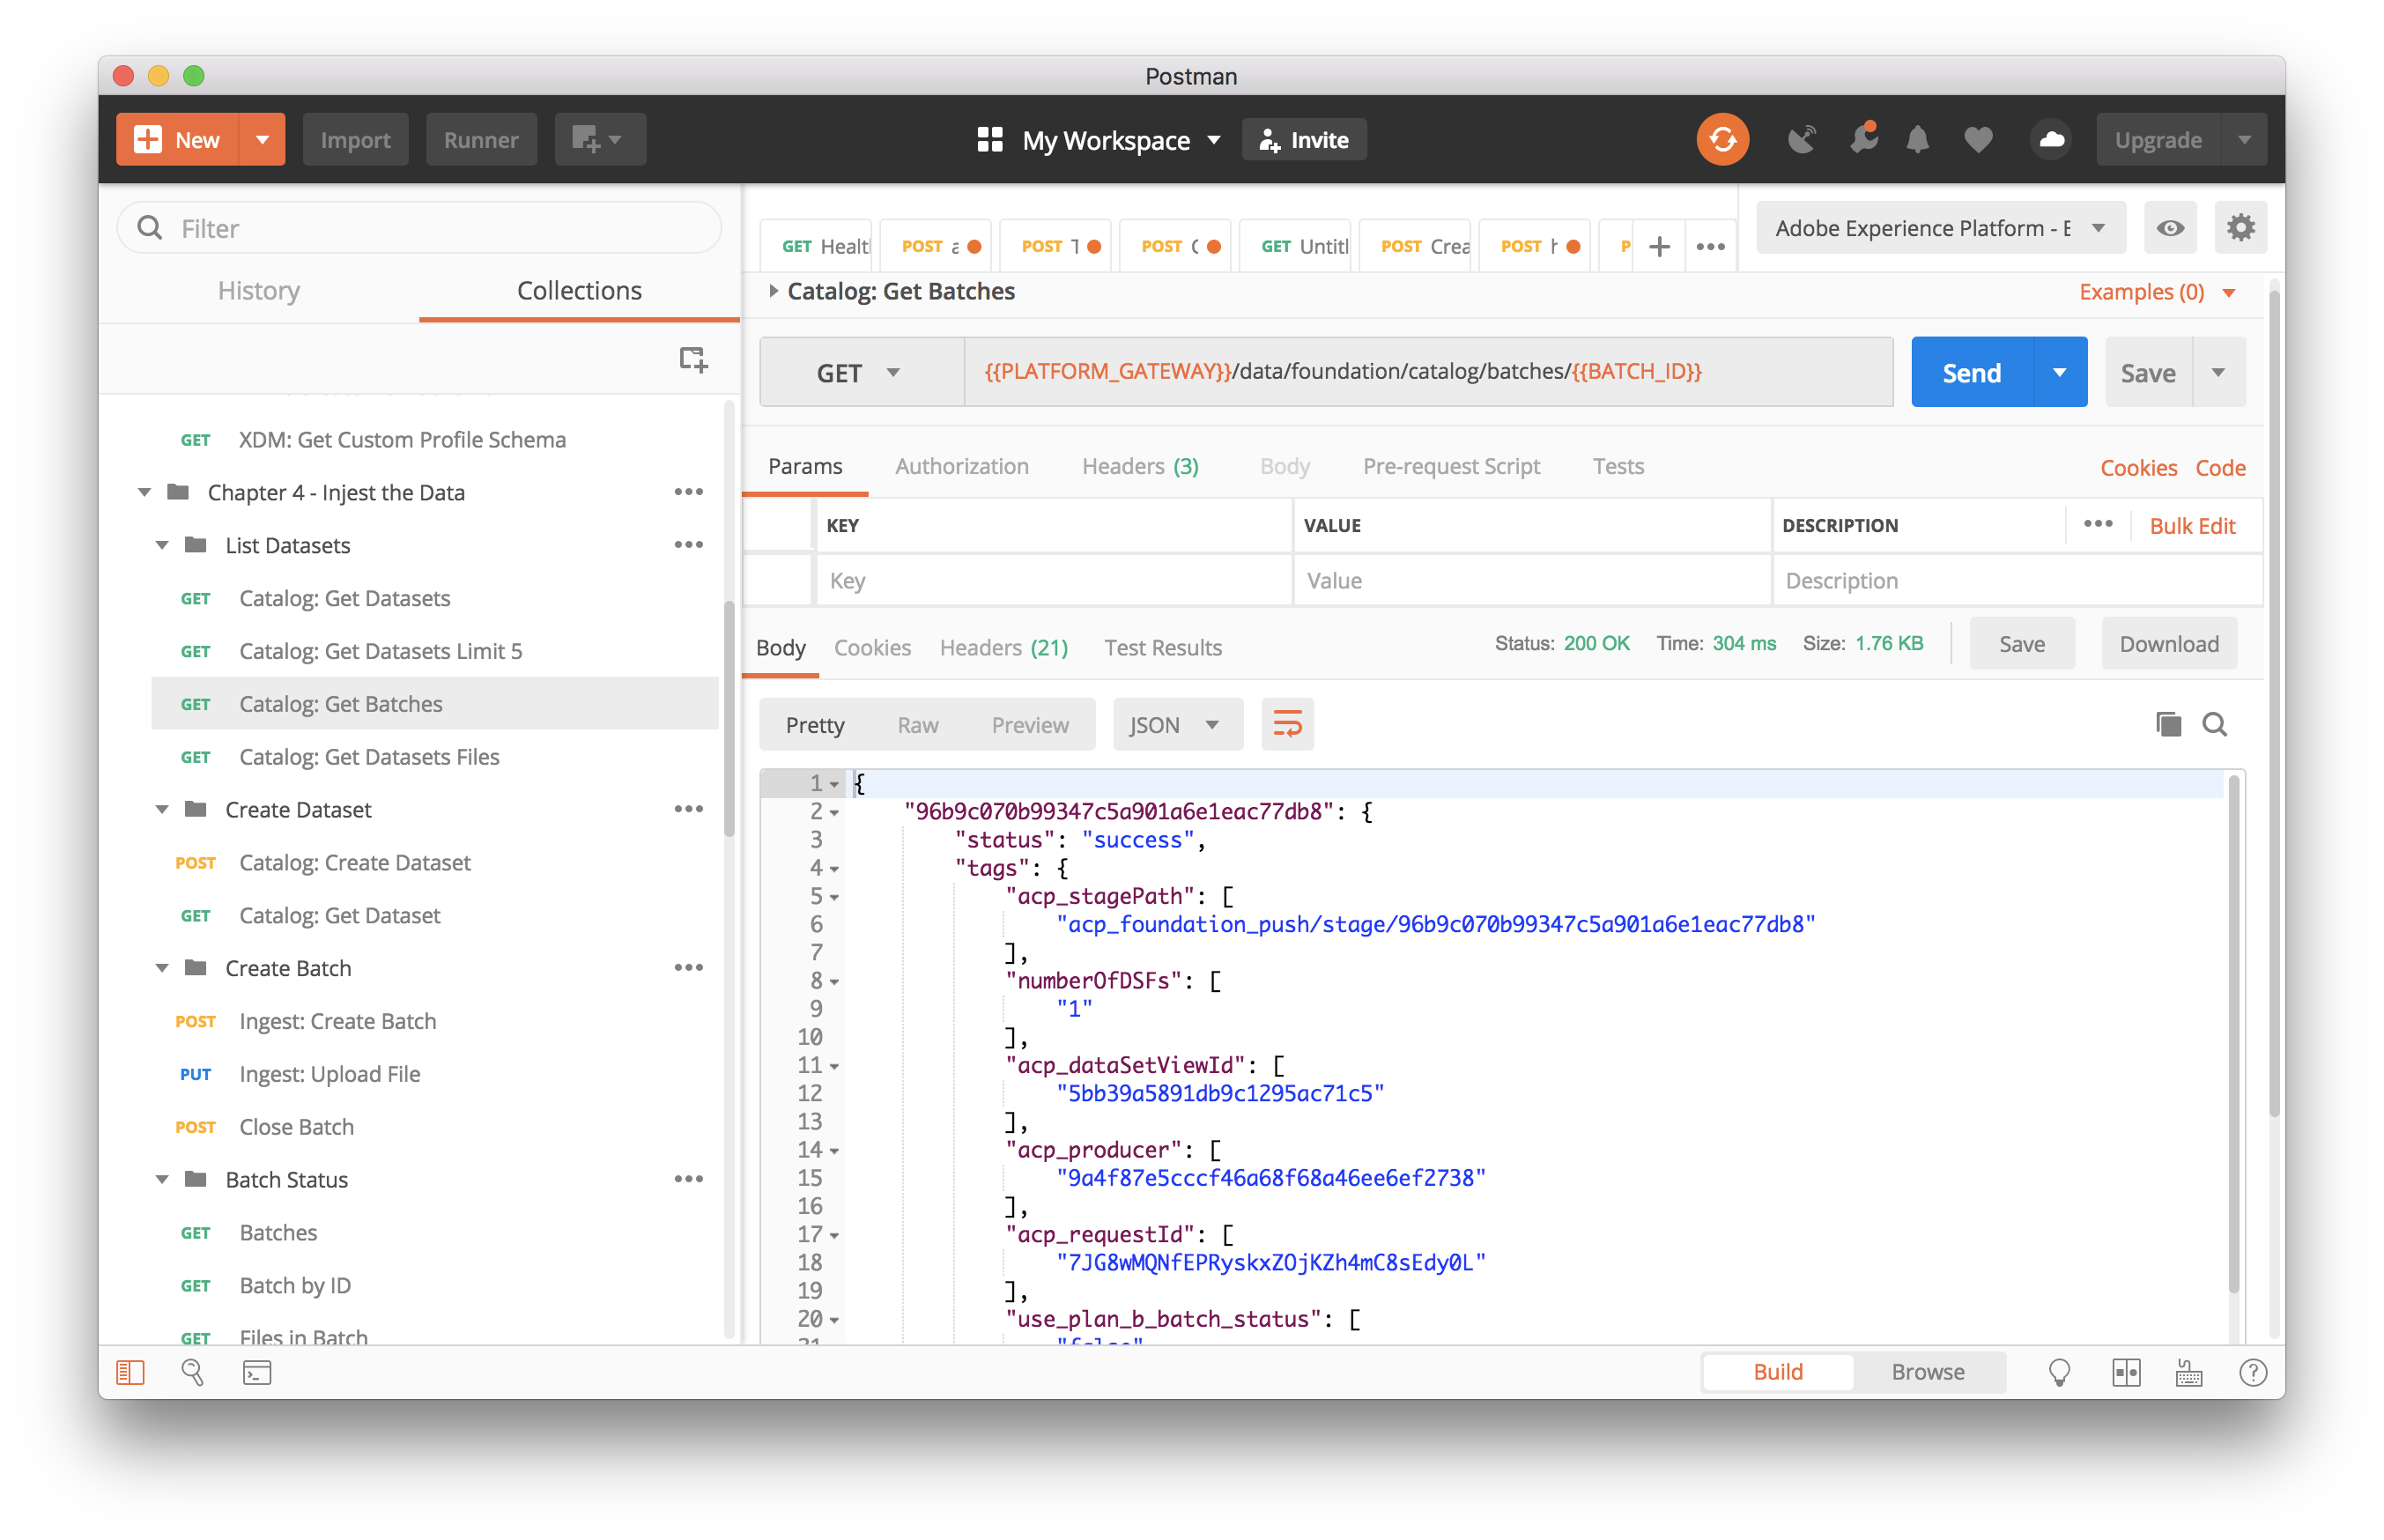 Postman
New
Import
Runner
My Workspace
Invite
Upgrade
Filter
History
Collections
GET XDM: Get Custom Profile Schema
Chapter 4 - Injest the Data
List Datasets
GET Catalog: Get Datasets
GET Catalog: Get Datasets Limit 5
GET Catalog: Get Batches
GET Catalog: Get Datasets Files
Create Dataset
POST Catalog: Create Dataset
GET Catalog: Get Dataset
Create Batch
POST Ingest: Create Batch
PUT Ingest: Upload File
POST Close Batch
Batch Status
GET Batches
GET Batch by ID
GET Files in Batch
GET Healt
POST a
POST T
POST C
GET Untitl
POST Crea
POST h
P
Adobe Experience Platform - E
Catalog: Get Batches
Examples (0)
GET
{{PLATFORM_GATEWAY}}/data/foundation/catalog/batches/{{BATCH_ID}}
Send
Save
Params Authorization Headers (3) Body Pre-request Script Tests
Cookies Code
KEY VALUE DESCRIPTION
Bulk Edit
Key Value Description
Body Cookies Headers (21) Test Results
Status: 200 OK Time: 304 ms Size: 1.76 KB
Save
Download
Pretty Raw Preview
JSON
1 {
2 "96b9c070b99347c5a901a6e1eac77db8": {
3 "status": "success",
4 "tags": {
5 "acp_stagePath": [
6 "acp_foundation_push/stage/96b9c070b99347c5a901a6e1eac77db8"
7 ],
8 "numberOfDSFs": [
9 "1"
10 ],
11 "acp_dataSetViewId": [
12 "5bb39a5891db9c1295ac71c5"
13 ],
14 "acp_producer": [
15 "9a4f87e5cccf46a68f68a46ee6ef2738"
16 ],
17 "acp_requestId": [
18 "7JG8wMQNfEPRyskxZOjKZh4mC8sEdy0L"
19 ],
20 "use_plan_b_batch_status": [
21 "false"
Build
Browse